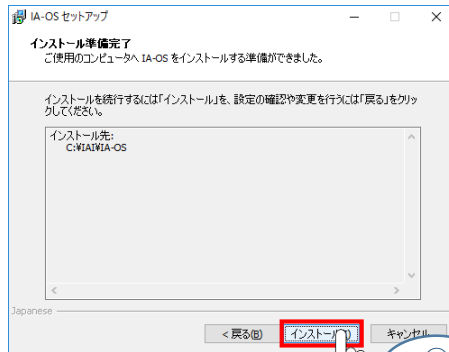 IA-OS セットアップ
インストール準備完了
ご使用のコンピュータへ IA-OS をインストールする準備ができました。
インストールを続行するには「インストール」を、設定の確認や変更を行うには「戻る」をクリッ
クしてください。
インストール先:
C:¥IAI¥IA-OS
Japanese
< 戻る(B)
インストール(I)
キャンセル